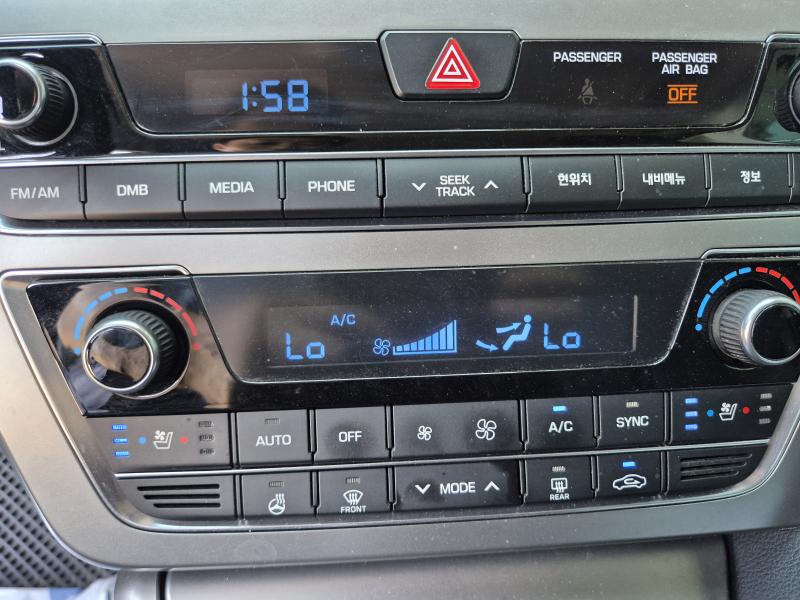 PASSENGER
PASSENGER
AIR BAG
OFF
1:58
FM/AM
DMB
MEDIA
PHONE
SEEK
TRACK
현위치
내비메뉴
정보
A/C
Lo
Lo
AUTO
OFF
A/C
SYNC
FRONT
MODE
REAR